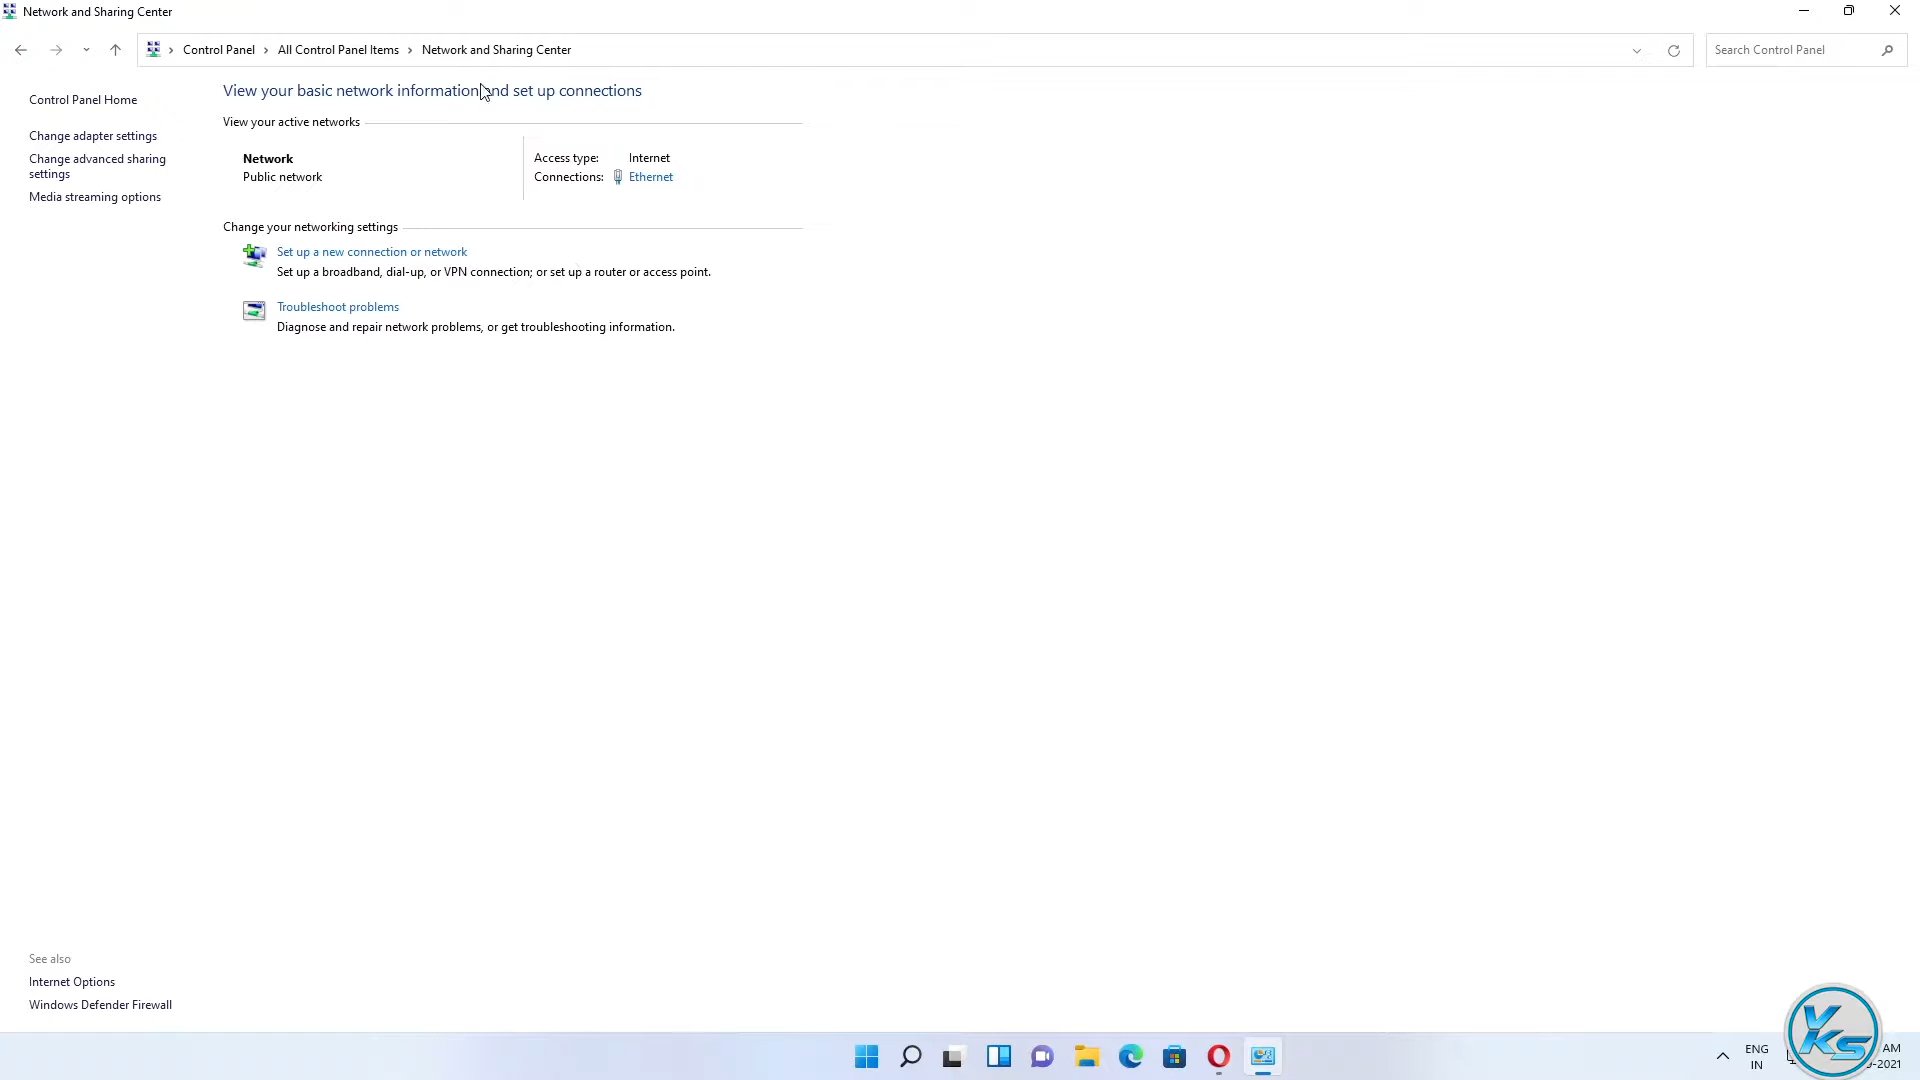 Network and Sharing Center
Control Panel > All Control Panel Items > Network and Sharing Center
Search Control Panel
Control Panel Home
Change adapter settings
Change advanced sharing
settings
Media streaming options
View your basic network information and set up connections
View your active networks
Network
Public network
Access type: Internet
Connections: Ethernet
Change your networking settings
Set up a new connection or network
Set up a broadband, dial-up, or VPN connection; or set up a router or access point.
Troubleshoot problems
Diagnose and repair network problems, or get troubleshooting information.
See also
Internet Options
Windows Defender Firewall
ENG
IN
AM
-2021
VKS